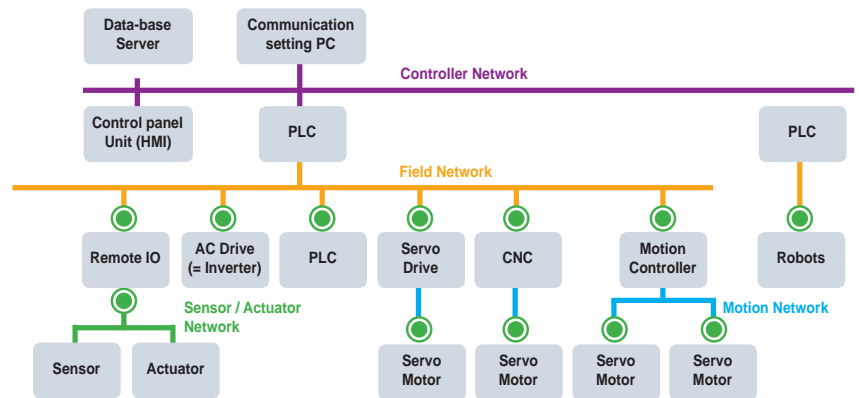 Data-base
Server
Communication
setting PC
Controller Network
Control panel
Unit (HMI)
PLC
PLC
Field Network
Remote IO
AC Drive
(= Inverter)
PLC
Servo
Drive
CNC
Motion
Controller
Robots
Sensor / Actuator
Network
Motion Network
Sensor
Actuator
Servo
Motor
Servo
Motor
Servo
Motor
Servo
Motor